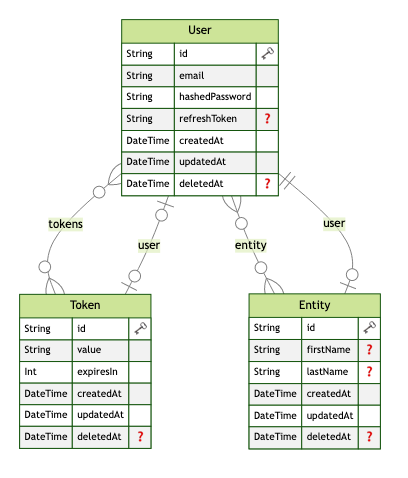 User
String id
String email
String hashedPassword
String refreshToken ?
DateTime createdAt
DateTime updatedAt
DateTime deletedAt ?
tokens
user
entity
user
Token
String id
String value
Int expiresIn
DateTime createdAt
DateTime updatedAt
DateTime deletedAt ?
Entity
String id
String firstName ?
String lastName ?
DateTime createdAt
DateTime updatedAt
DateTime deletedAt ?